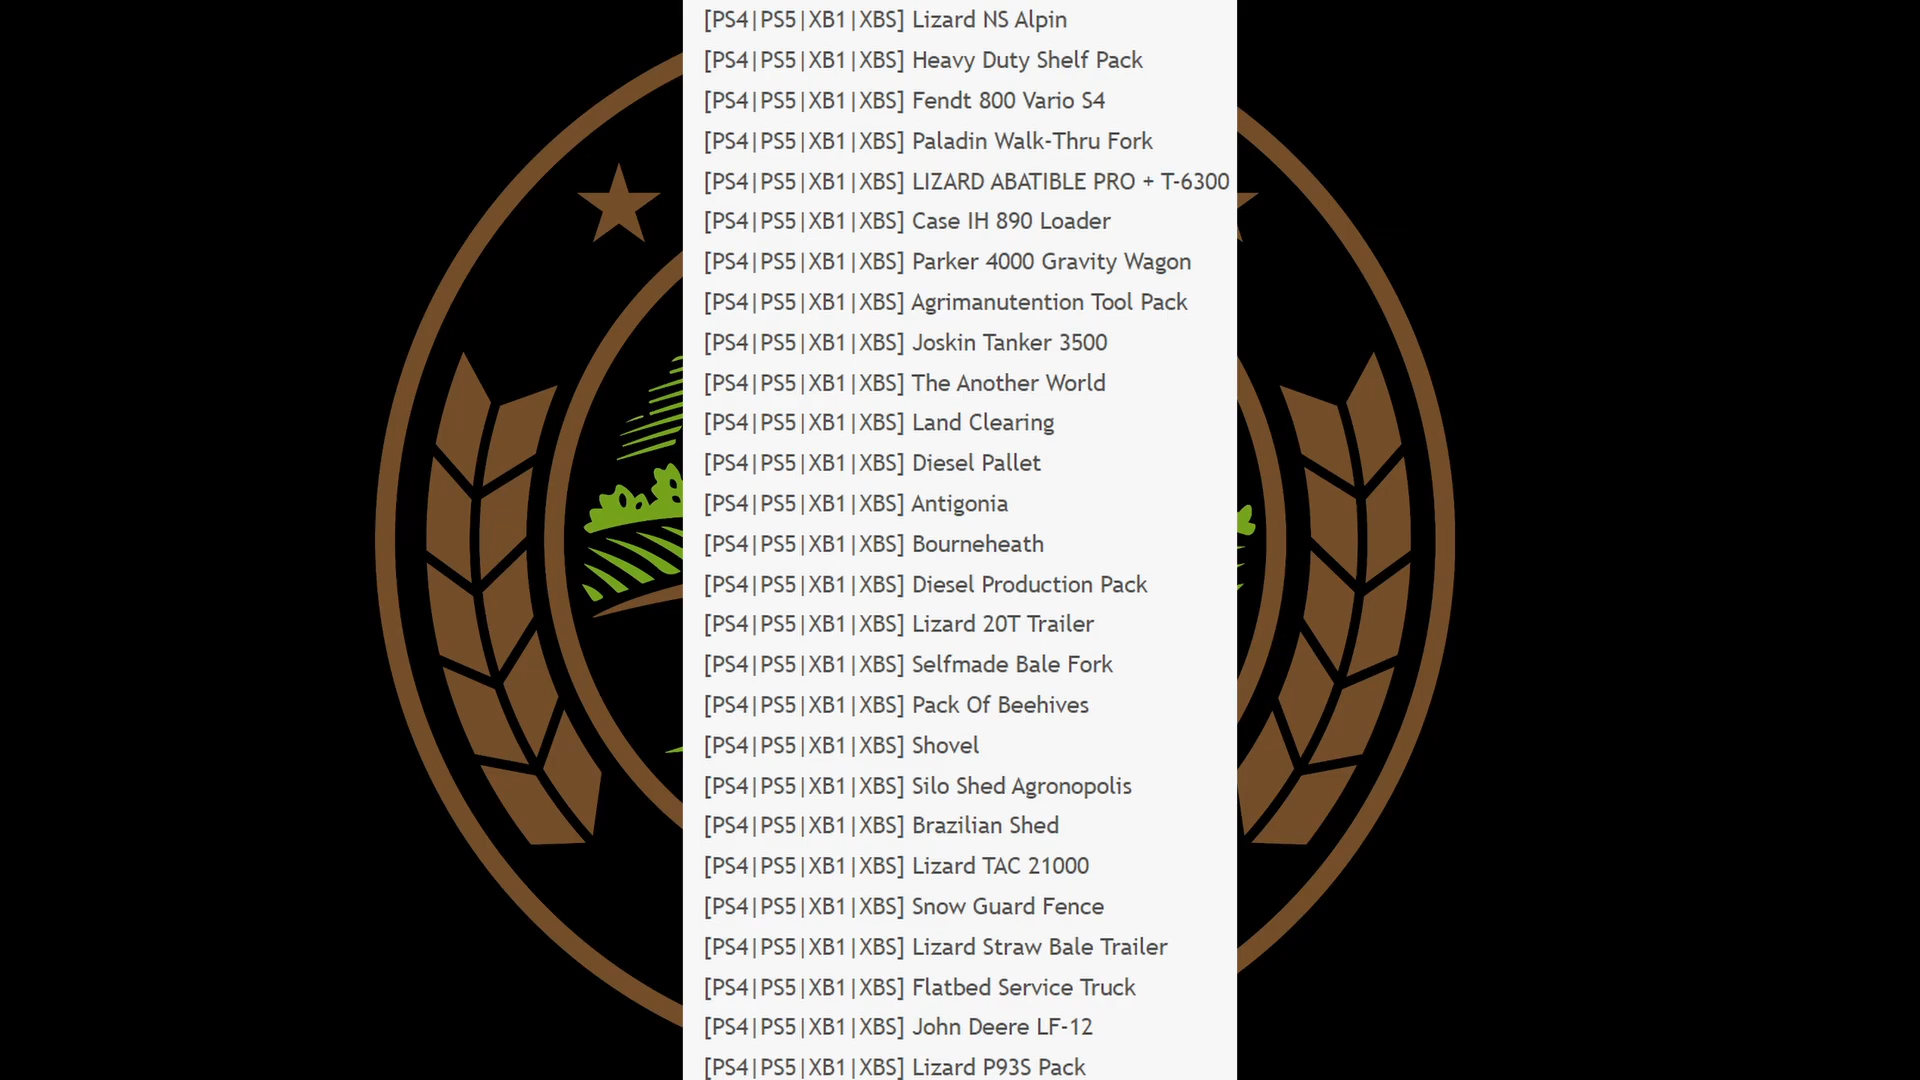 [PS4|PS5|XB1|XBS] Lizard NS Alpin
[PS4|PS5|XB1|XBS] Heavy Duty Shelf Pack
[PS4|PS5|XB1|XBS] Fendt 800 Vario S4
[PS4|PS5|XB1|XBS] Paladin Walk-Thru Fork
[PS4|PS5|XB1|XBS] LIZARD ABATIBLE PRO + T-6300
[PS4|PS5|XB1|XBS] Case IH 890 Loader
[PS4|PS5|XB1|XBS] Parker 4000 Gravity Wagon
[PS4|PS5|XB1|XBS] Agrimanutention Tool Pack
[PS4|PS5|XB1|XBS] Joskin Tanker 3500
[PS4|PS5|XB1|XBS] The Another World
[PS4|PS5|XB1|XBS] Land Clearing
[PS4|PS5|XB1|XBS] Diesel Pallet
[PS4|PS5|XB1|XBS] Antigonia
[PS4|PS5|XB1|XBS] Bourneheath
[PS4|PS5|XB1|XBS] Diesel Production Pack
[PS4|PS5|XB1|XBS] Lizard 20T Trailer
[PS4|PS5|XB1|XBS] Selfmade Bale Fork
[PS4|PS5|XB1|XBS] Pack Of Beehives
[PS4|PS5|XB1|XBS] Shovel
[PS4|PS5|XB1|XBS] Silo Shed Agronopolis
[PS4|PS5|XB1|XBS] Brazilian Shed
[PS4|PS5|XB1|XBS] Lizard TAC 21000
[PS4|PS5|XB1|XBS] Snow Guard Fence
[PS4|PS5|XB1|XBS] Lizard Straw Bale Trailer
[PS4|PS5|XB1|XBS] Flatbed Service Truck
[PS4|PS5|XB1|XBS] John Deere LF-12
[PS4|PS5|XB1|XBS] Lizard P93S Pack